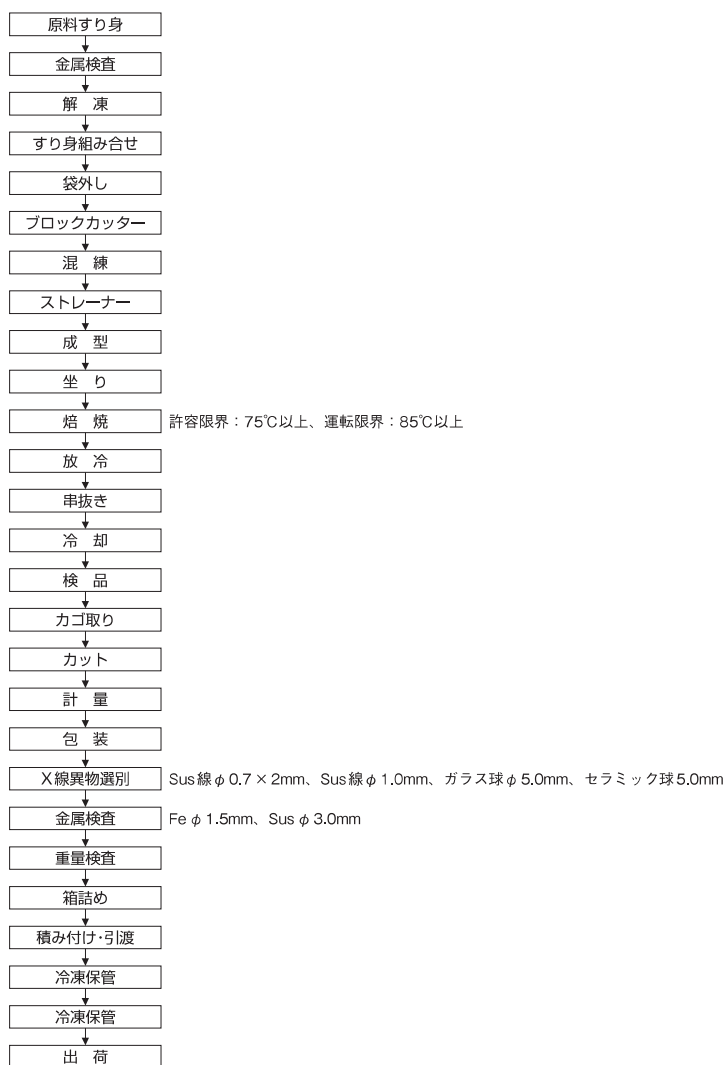 原料すり身
金属検査
解　凍
すり身組み合せ
袋外し
ブロックカッター
混　練
ストレーナー
成　型
坐　り
焙　焼　許容限界：75℃以上、運転限界：85℃以上
放　冷
串抜き
冷　却
検　品
カゴ取り
カット
計　量
包　装
X線異物選別　Sus線φ0.7×2mm、Sus線φ1.0mm、ガラス球φ5.0mm、セラミック球5.0mm
金属検査　Feφ1.5mm、Susφ3.0mm
重量検査
箱詰め
積み付け・引渡
冷凍保管
冷凍保管
出　荷